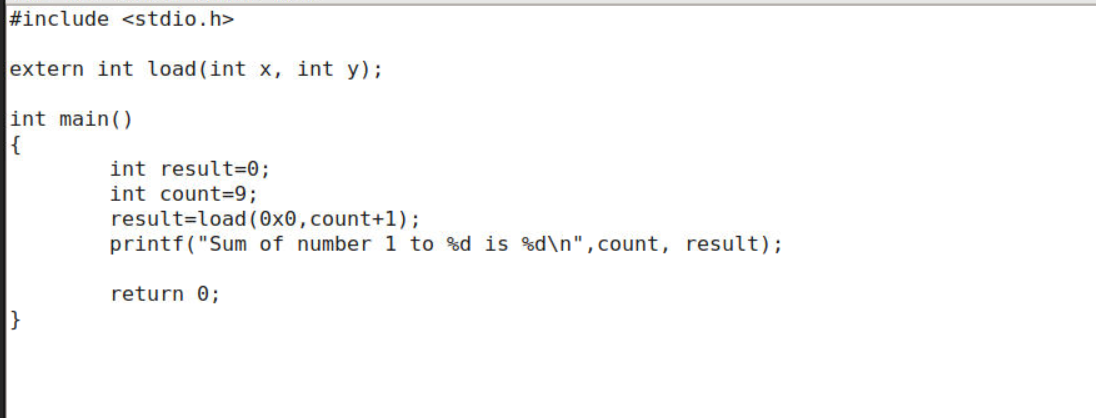 #include <stdio.h>
extern int load(int x, int y);
int main()
{
int result=0;
int count=9;
result=load(0x0,count+1);
printf("Sum of number 1 to %d is %d\n",count, result);
return 0;
}